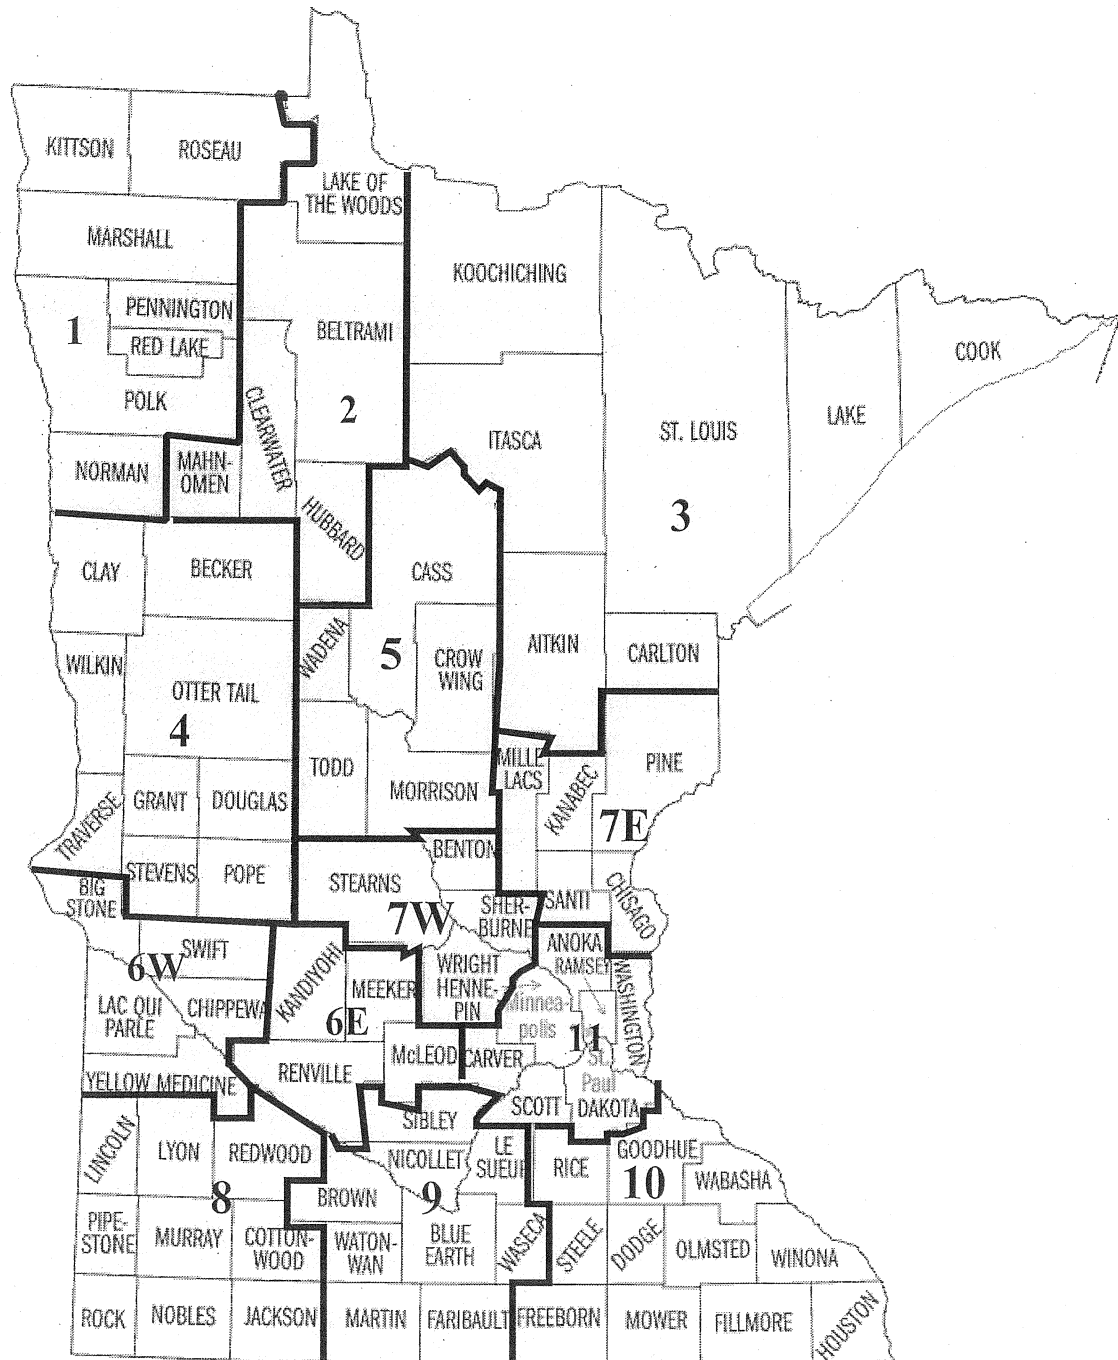 KITTSON
ROSEAU
LAKE OF
THE WOODS
MARSHALL
KOOCHICHING
PENNINGTON
1
RED LAKE
BELTRAMI
COOK
POLK
CLEARWATER
2
LAKE
ITASCA
ST. LOUIS
NORMAN
MAHN-
OMEN
HUBBARD
3
CLAY
BECKER
CASS
WADENA
5
AITKIN
CARLTON
WILKIN
OTTER TAIL
CROW
WING
4
TODD
MILLE
LACS
KANABEC
PINE
GRANT
DOUGLAS
MORRISON
TRAVERSE
7E
BENTON
STEVENS
POPE
STEARNS
BIG
STONE
SANTI
CHISAGO
7W
SHER-
BURNE
SWIFT
6W
KANDIYOHI
ANOKA
RAMSEY
WASHINGTON
WRIGHT
HENNE-
PIN
MEEKER
LAC QUI
PARLE
CHIPPEWA
6E
Minnea-
polis
11
St.
Paul
McLEOD
CARVER
RENVILLE
YELLOW MEDICINE
SCOTT
DAKOTA
SIBLEY
LINCOLN
LYON
REDWOOD
NICOLLET
LE
SUEUR
RICE
GOODHUE
WABASHA
8
BROWN
9
10
PIPE-
STONE
MURRAY
COTTON-
WOOD
WATON-
WAN
BLUE
EARTH
WASECA
STEELE
DODGE
OLMSTED
WINONA
ROCK
NOBLES
JACKSON
MARTIN
FARIBAULT
FREEBORN
MOWER
FILLMORE
HOUSTON